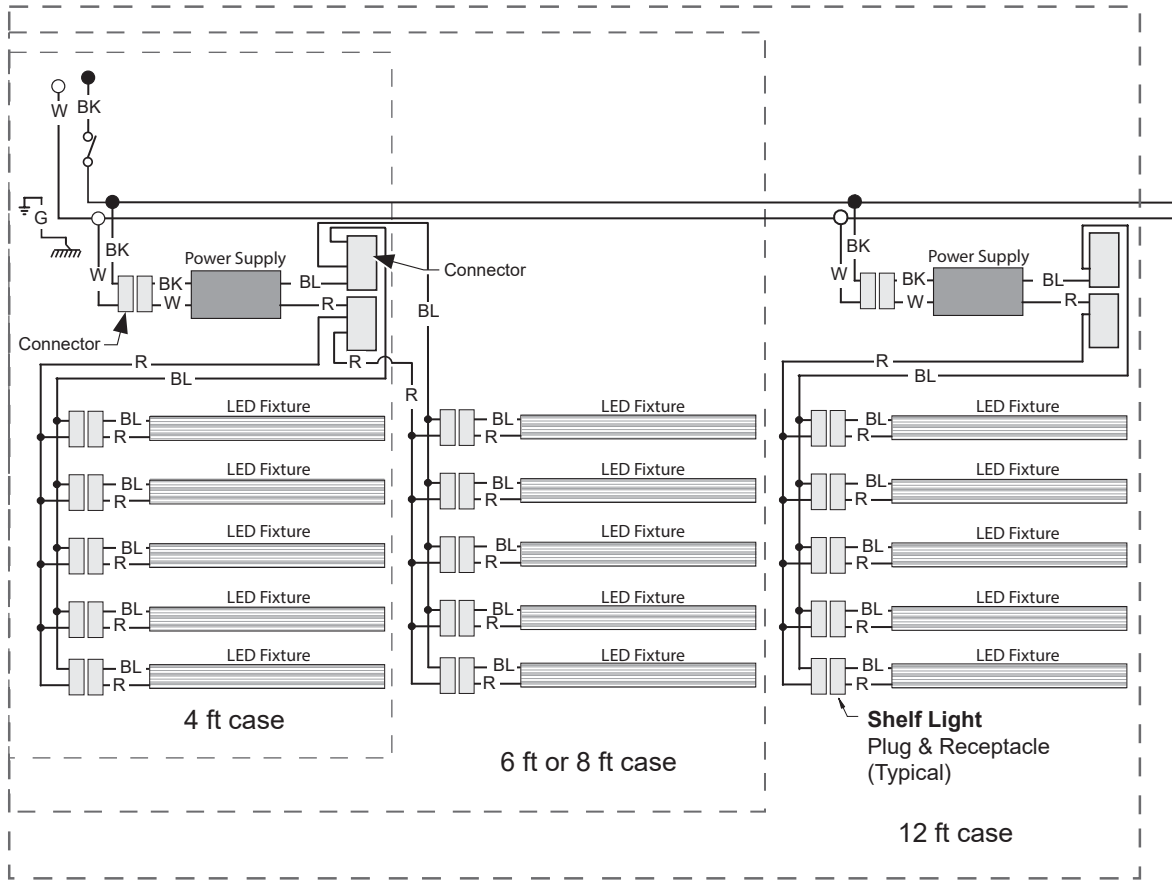 W BK
G
BK
W
Power Supply
BK
W
BL
R
Connector
Connector
BL
R
R
BL
R
LED Fixture
BL
R
LED Fixture
BL
R
LED Fixture
BL
R
LED Fixture
BL
R
LED Fixture
BL
R
4 ft case
LED Fixture
BL
R
LED Fixture
BL
R
LED Fixture
BL
R
LED Fixture
BL
R
LED Fixture
BL
R
6 ft or 8 ft case
BK
W
Power Supply
BK
W
BL
R
R
BL
LED Fixture
BL
R
LED Fixture
BL
R
LED Fixture
BL
R
LED Fixture
BL
R
LED Fixture
BL
R
Shelf Light
Plug & Receptacle
(Typical)
12 ft case